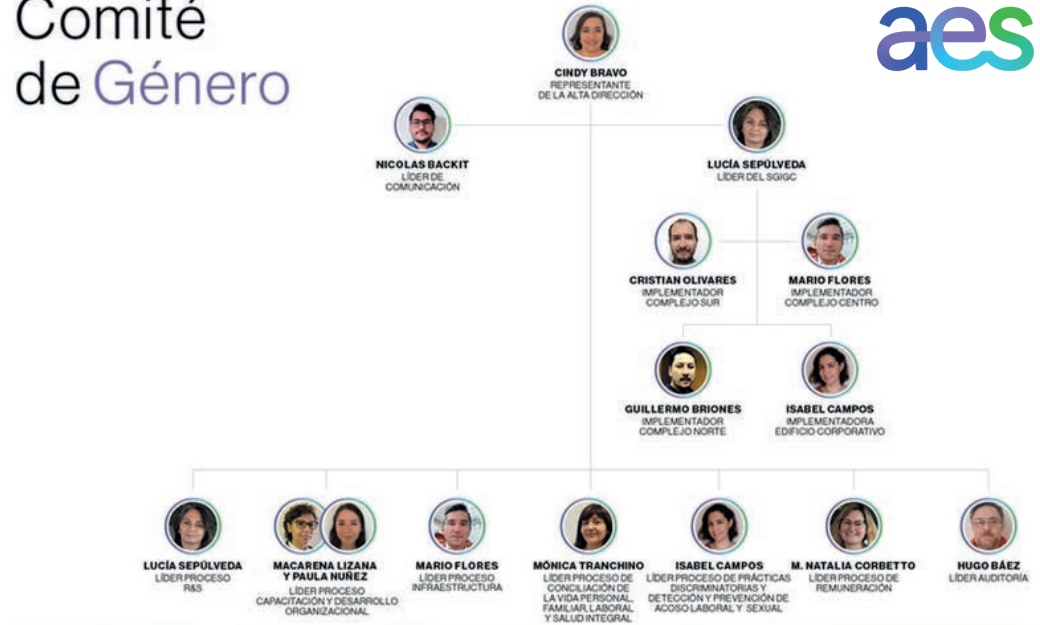 Comité
de Género
aes
CINDY BRAVO
REPRESENTANTE
DE LA ALTA DIRECCIÓN
NICOLAS BACKIT
LÍDER DE
COMUNICACIÓN
LUCÍA SEPÚLVEDA
LÍDER DEL SGIGC
CRISTIAN OLIVARES
IMPLEMENTADOR
COMPLEJO SUR
MARIO FLORES
IMPLEMENTADOR
COMPLEJO CENTRO
GUILLERMO BRIONES
IMPLEMENTADOR
COMPLEJO NORTE
ISABEL CAMPOS
IMPLEMENTADORA
EDIFICIO CORPORATIVO
LUCÍA SEPÚLVEDA
LÍDER PROCESO
R&S
MACARENA LIZANA
Y PAULA NUÑEZ
LÍDER PROCESO
CAPACITACIÓN Y DESARROLLO
ORGANIZACIONAL
MARIO FLORES
LÍDER PROCESO
INFRAESTRUCTURA
MÓNICA TRANCHINO
LÍDER PROCESO DE
CONCILIACIÓN DE
LA VIDA PERSONAL,
FAMILIAR, LABORAL
Y SALUD INTEGRAL
ISABEL CAMPOS
LÍDER PROCESO DE PRÁCTICAS
DISCRIMINATORIAS Y
DETECCIÓN Y PREVENCIÓN DE
ACOSO LABORAL Y SEXUAL
M. NATALIA CORBETTO
LÍDER PROCESO DE
REMUNERACIÓN
HUGO BÁEZ
LÍDER AUDITORÍA